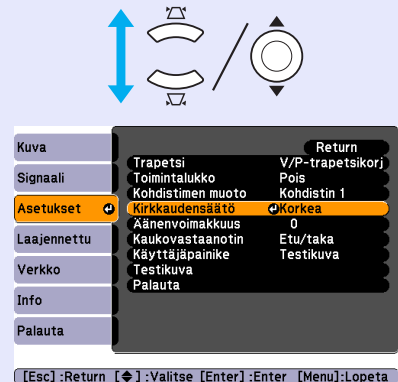 Kuva
Signaali
Asetukset
Laajennettu
Verkko
Info
Palauta
Return
Trapetsi V/P-trapetsikorj
Toimintalukko Pois
Kohdistimen muoto Kohdistin 1
Kirkkaudensäätö Korkea
Äänenvoimakkuus 0
Kaukovastaanotin Etu/taka
Käyttäjäpainike Testikuva
Testikuva
Palauta
[Esc] :Return [◆] :Valitse [Enter] :Enter [Menu]:Lopeta